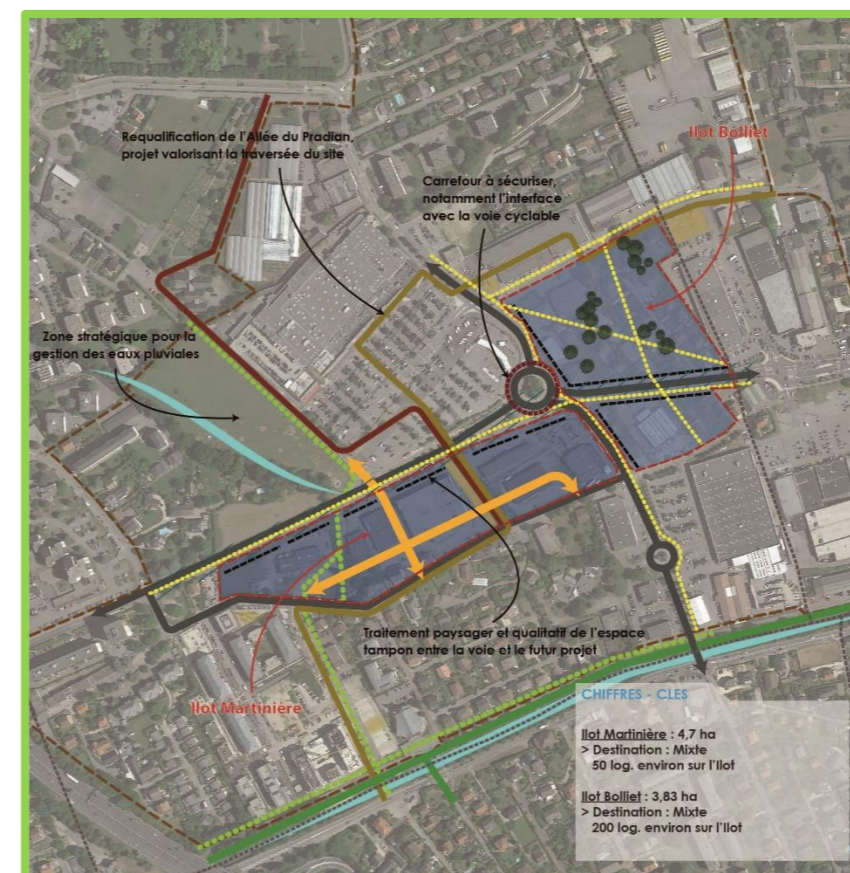 Requalification de l'Allée du Pradian,
projet valorisant la traversée du site
Ilot Bolliet
Carrefour à sécuriser,
notamment l'interface
avec la voie cyclable
Zone stratégique pour la
gestion des eaux pluviales
Traitement paysager et qualitatif de l'espace
tampon entre la voie et le futur projet
Ilot Martinière
CHIFFRES - CLES
Ilot Martinière : 4,7 ha
> Destination : Mixte
50 log. environ sur l'Ilot
Ilot Bolliet : 3,83 ha
> Destination : Mixte
200 log. environ sur l'Ilot